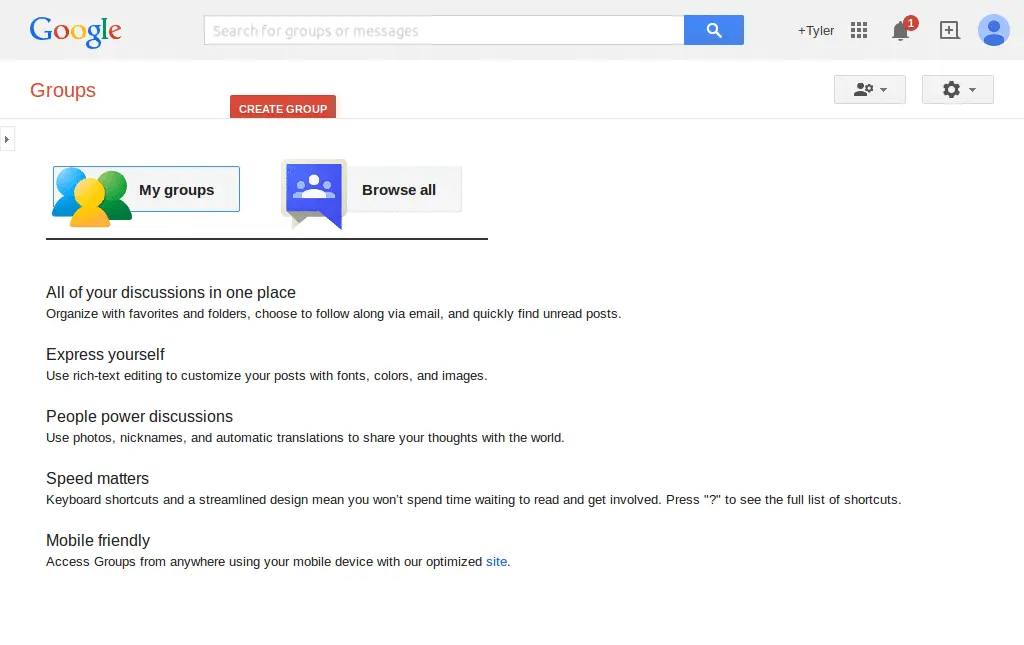 Google
Search for groups or messages
+Tyler
1
Groups
CREATE GROUP
My groups
Browse all
All of your discussions in one place
Organize with favorites and folders, choose to follow along via email, and quickly find unread posts.
Express yourself
Use rich-text editing to customize your posts with fonts, colors, and images.
People power discussions
Use photos, nicknames, and automatic translations to share your thoughts with the world.
Speed matters
Keyboard shortcuts and a streamlined design mean you won't spend time waiting to read and get involved. Press "?" to see the full list of shortcuts.
Mobile friendly
Access Groups from anywhere using your mobile device with our optimized site.